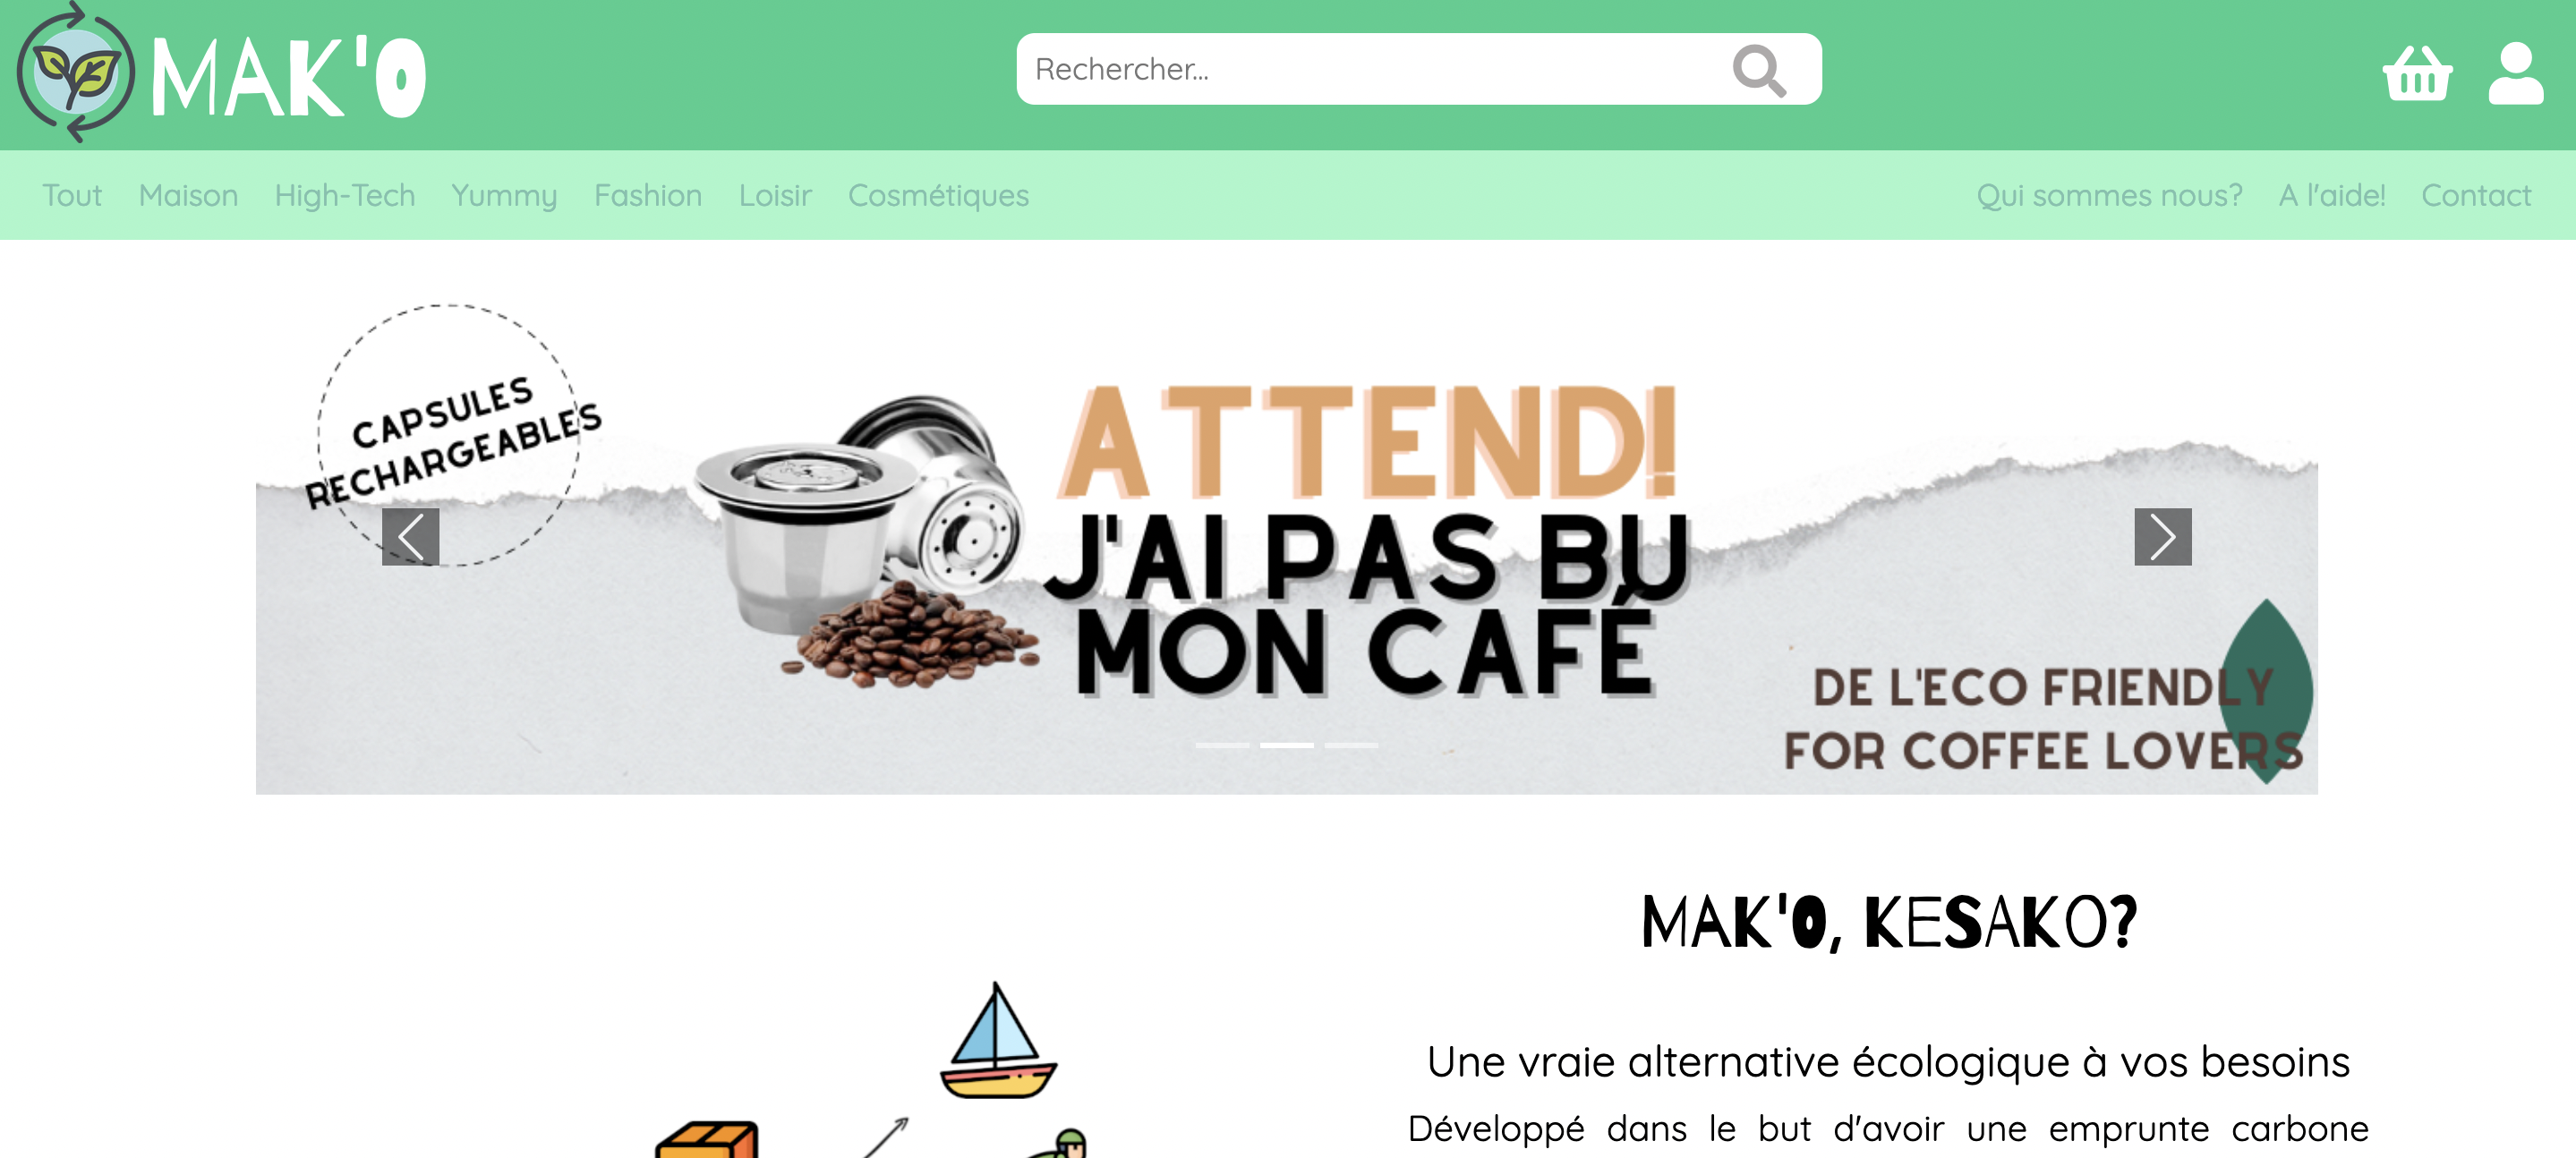 MAK'O
Rechercher...
Tout Maison High-Tech Yummy Fashion Loisir Cosmétiques
Qui sommes nous? A l'aide! Contact
CAPSULES
RECHARGEABLES
ATTEND!
J'AI PAS BU
MON CAFÉ
DE L'ECO FRIENDLY
FOR COFFEE LOVERS
MAK'O, KESAKO?
Une vraie alternative écologique à vos besoins
Développé dans le but d'avoir une emprunte carbone